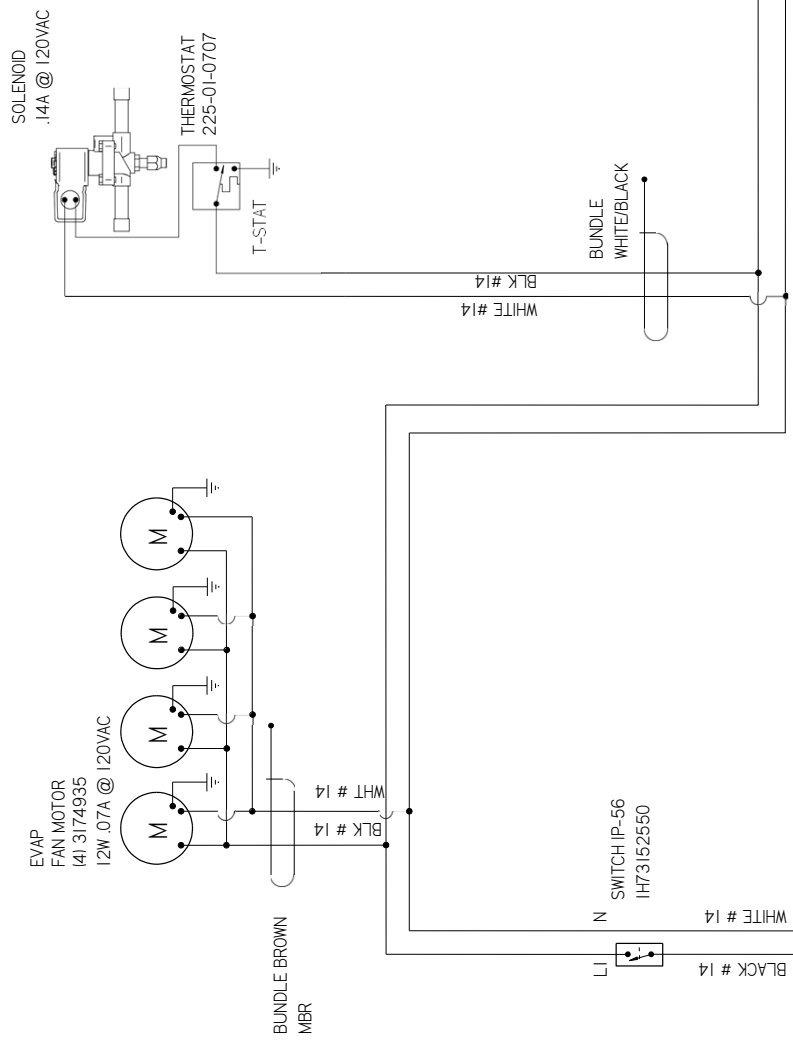 SOLENOID
.14A @ 120VAC
THERMOSTAT
225-01-0707
T-STAT
BUNDLE
WHITE/BLACK
BLK #14
WHITE #14
EVAP
FAN MOTOR
(4) 3174935
12W .07A @ 120VAC
M
M
M
M
WHT # 14
BLK # 14
BUNDLE BROWN
MBR
SWITCH IP-56
1H73152550
N
L1
WHITE # 14
BLACK # 14